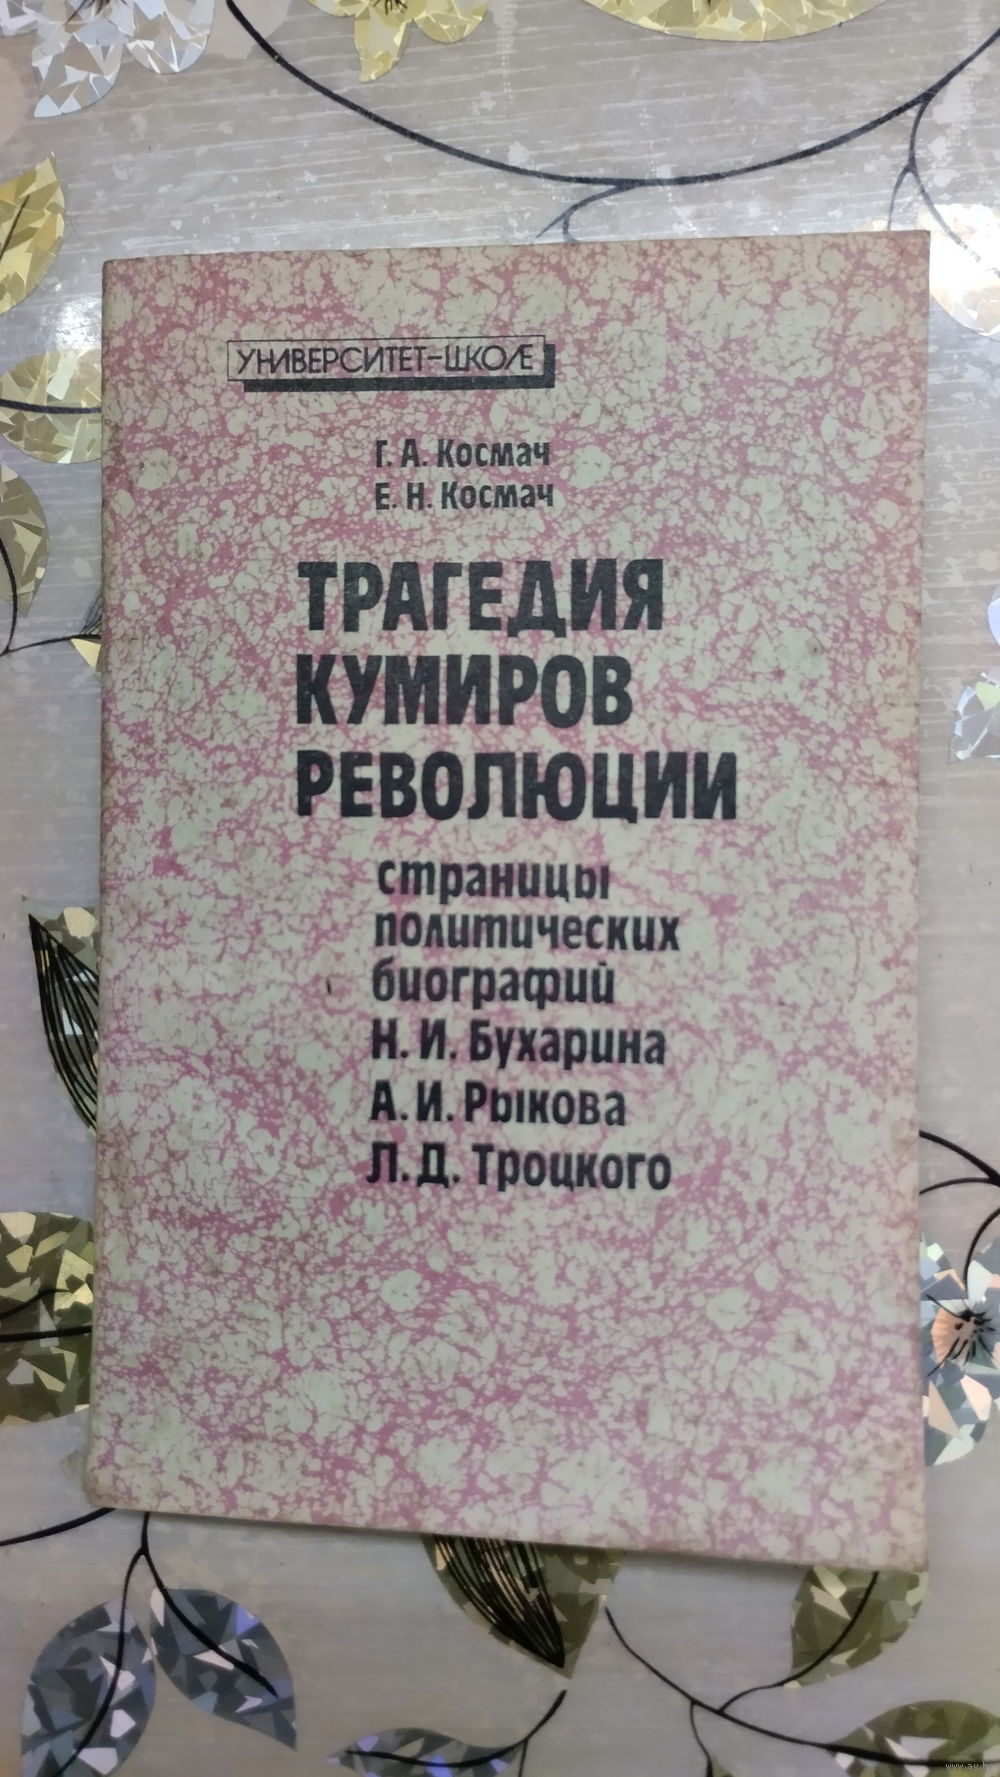 УНИВЕРСИТЕТ-ШКОЛЕ
Г. А. Космач
Е. Н. Космач
ТРАГЕДИЯ
КУМИРОВ
РЕВОЛЮЦИИ
страницы
политических
биографий
Н. И. Бухарина
А. И. Рыкова
Л. Д. Троцкого